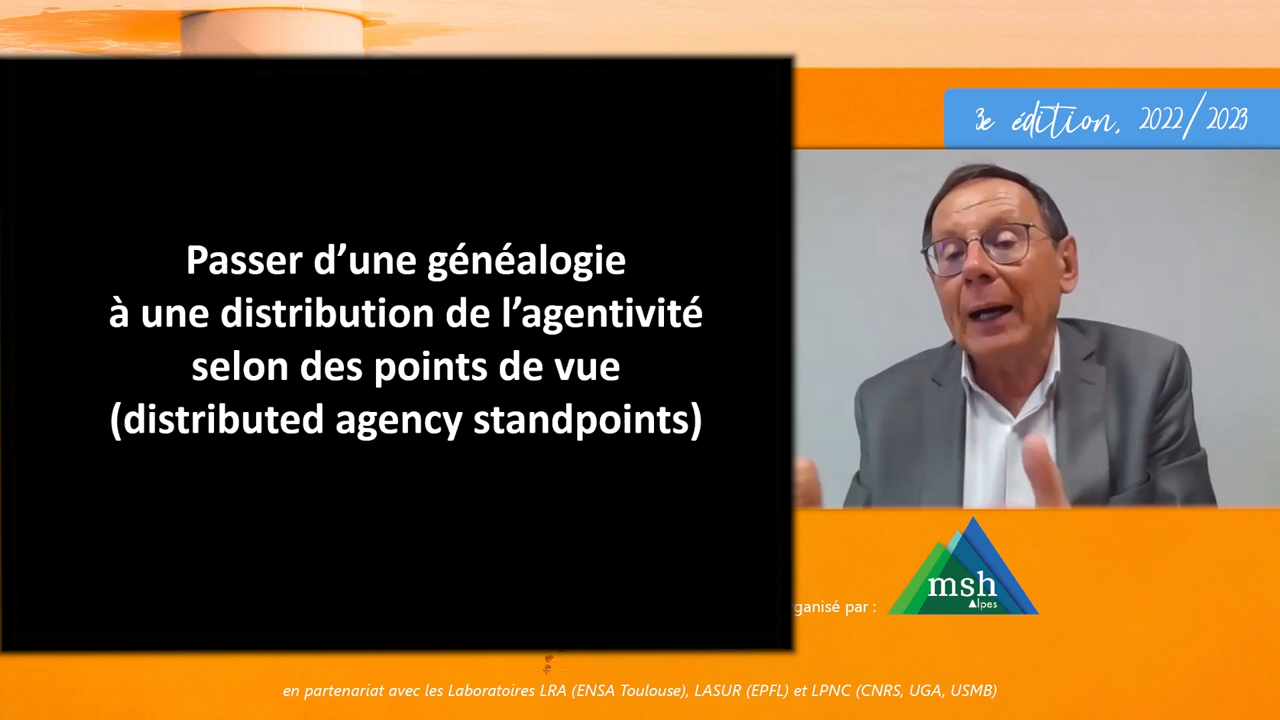 3e édition, 2022/2023
Passer d’une généalogie
à une distribution de l’agentivité
selon des points de vue
(distributed agency standpoints)
ganisé par :
msh
Alpes
en partenariat avec les Laboratoires LRA (ENSA Toulouse), LASUR (EPFL) et LPNC (CNRS, UGA, USMB)